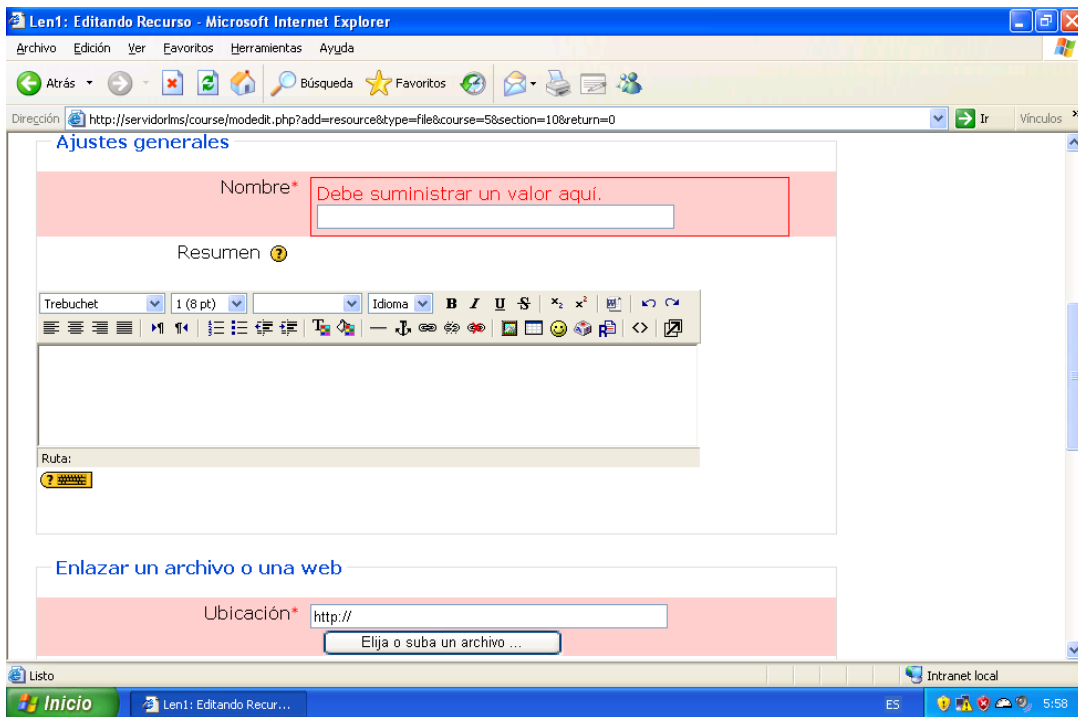 Len1: Editando Recurso - Microsoft Internet Explorer
Archivo Edición Ver Favoritos Herramientas Ayuda
Atrás Búsqueda Favoritos
Dirección http://servidorlms/course/modedit.php?add=resource&type=file&course=5&section=10&return=0 Ir Vínculos »
Ajustes generales
Nombre* Debe suministrar un valor aquí.
Resumen ?
Trebuchet 1 (8 pt) Idioma B I U S x₂ x²
Ruta:
?
Enlazar un archivo o una web
Ubicación* http://
Elija o suba un archivo ...
Listo Intranet local
Inicio Len1: Editando Recur... ES 5:58